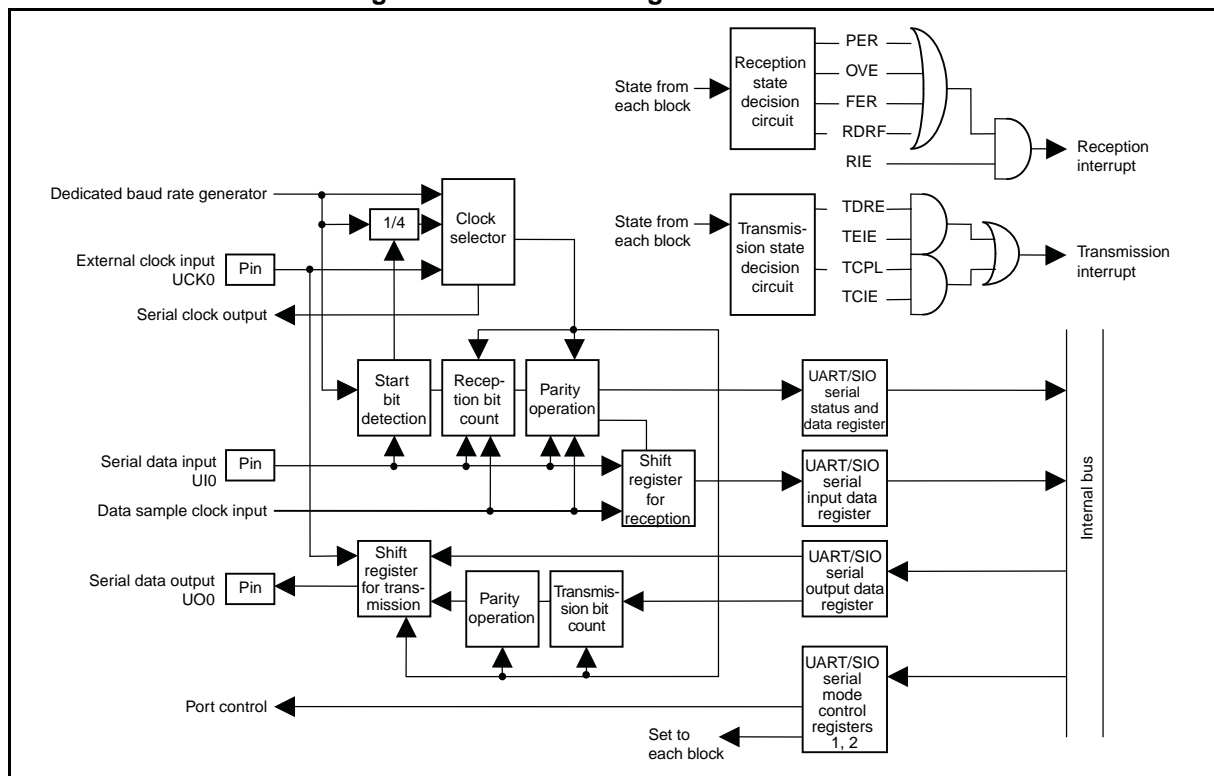 PER
Reception
state
decision
circuit
OVE
State from
each block
FER
RDRF
RIE
Reception
interrupt
Dedicated baud rate generator
1/4
Clock
selector
State from
each block
Transmis-
sion state
decision
circuit
TDRE
TEIE
TCPL
TCIE
Transmission
interrupt
External clock input
UCK0
Pin
Serial clock output
Start
bit
detection
Recep-
tion bit
count
Parity
operation
UART/SIO
serial
status and
data register
Serial data input
UI0
Pin
Shift
register
for
reception
UART/SIO
serial
input data
register
Internal bus
Data sample clock input
Serial data output
UO0
Pin
Shift
register
for trans-
mission
Parity
operation
Transmis-
sion bit
count
UART/SIO
serial
output data
register
UART/SIO
serial
mode
control
registers
1, 2
Port control
Set to
each block